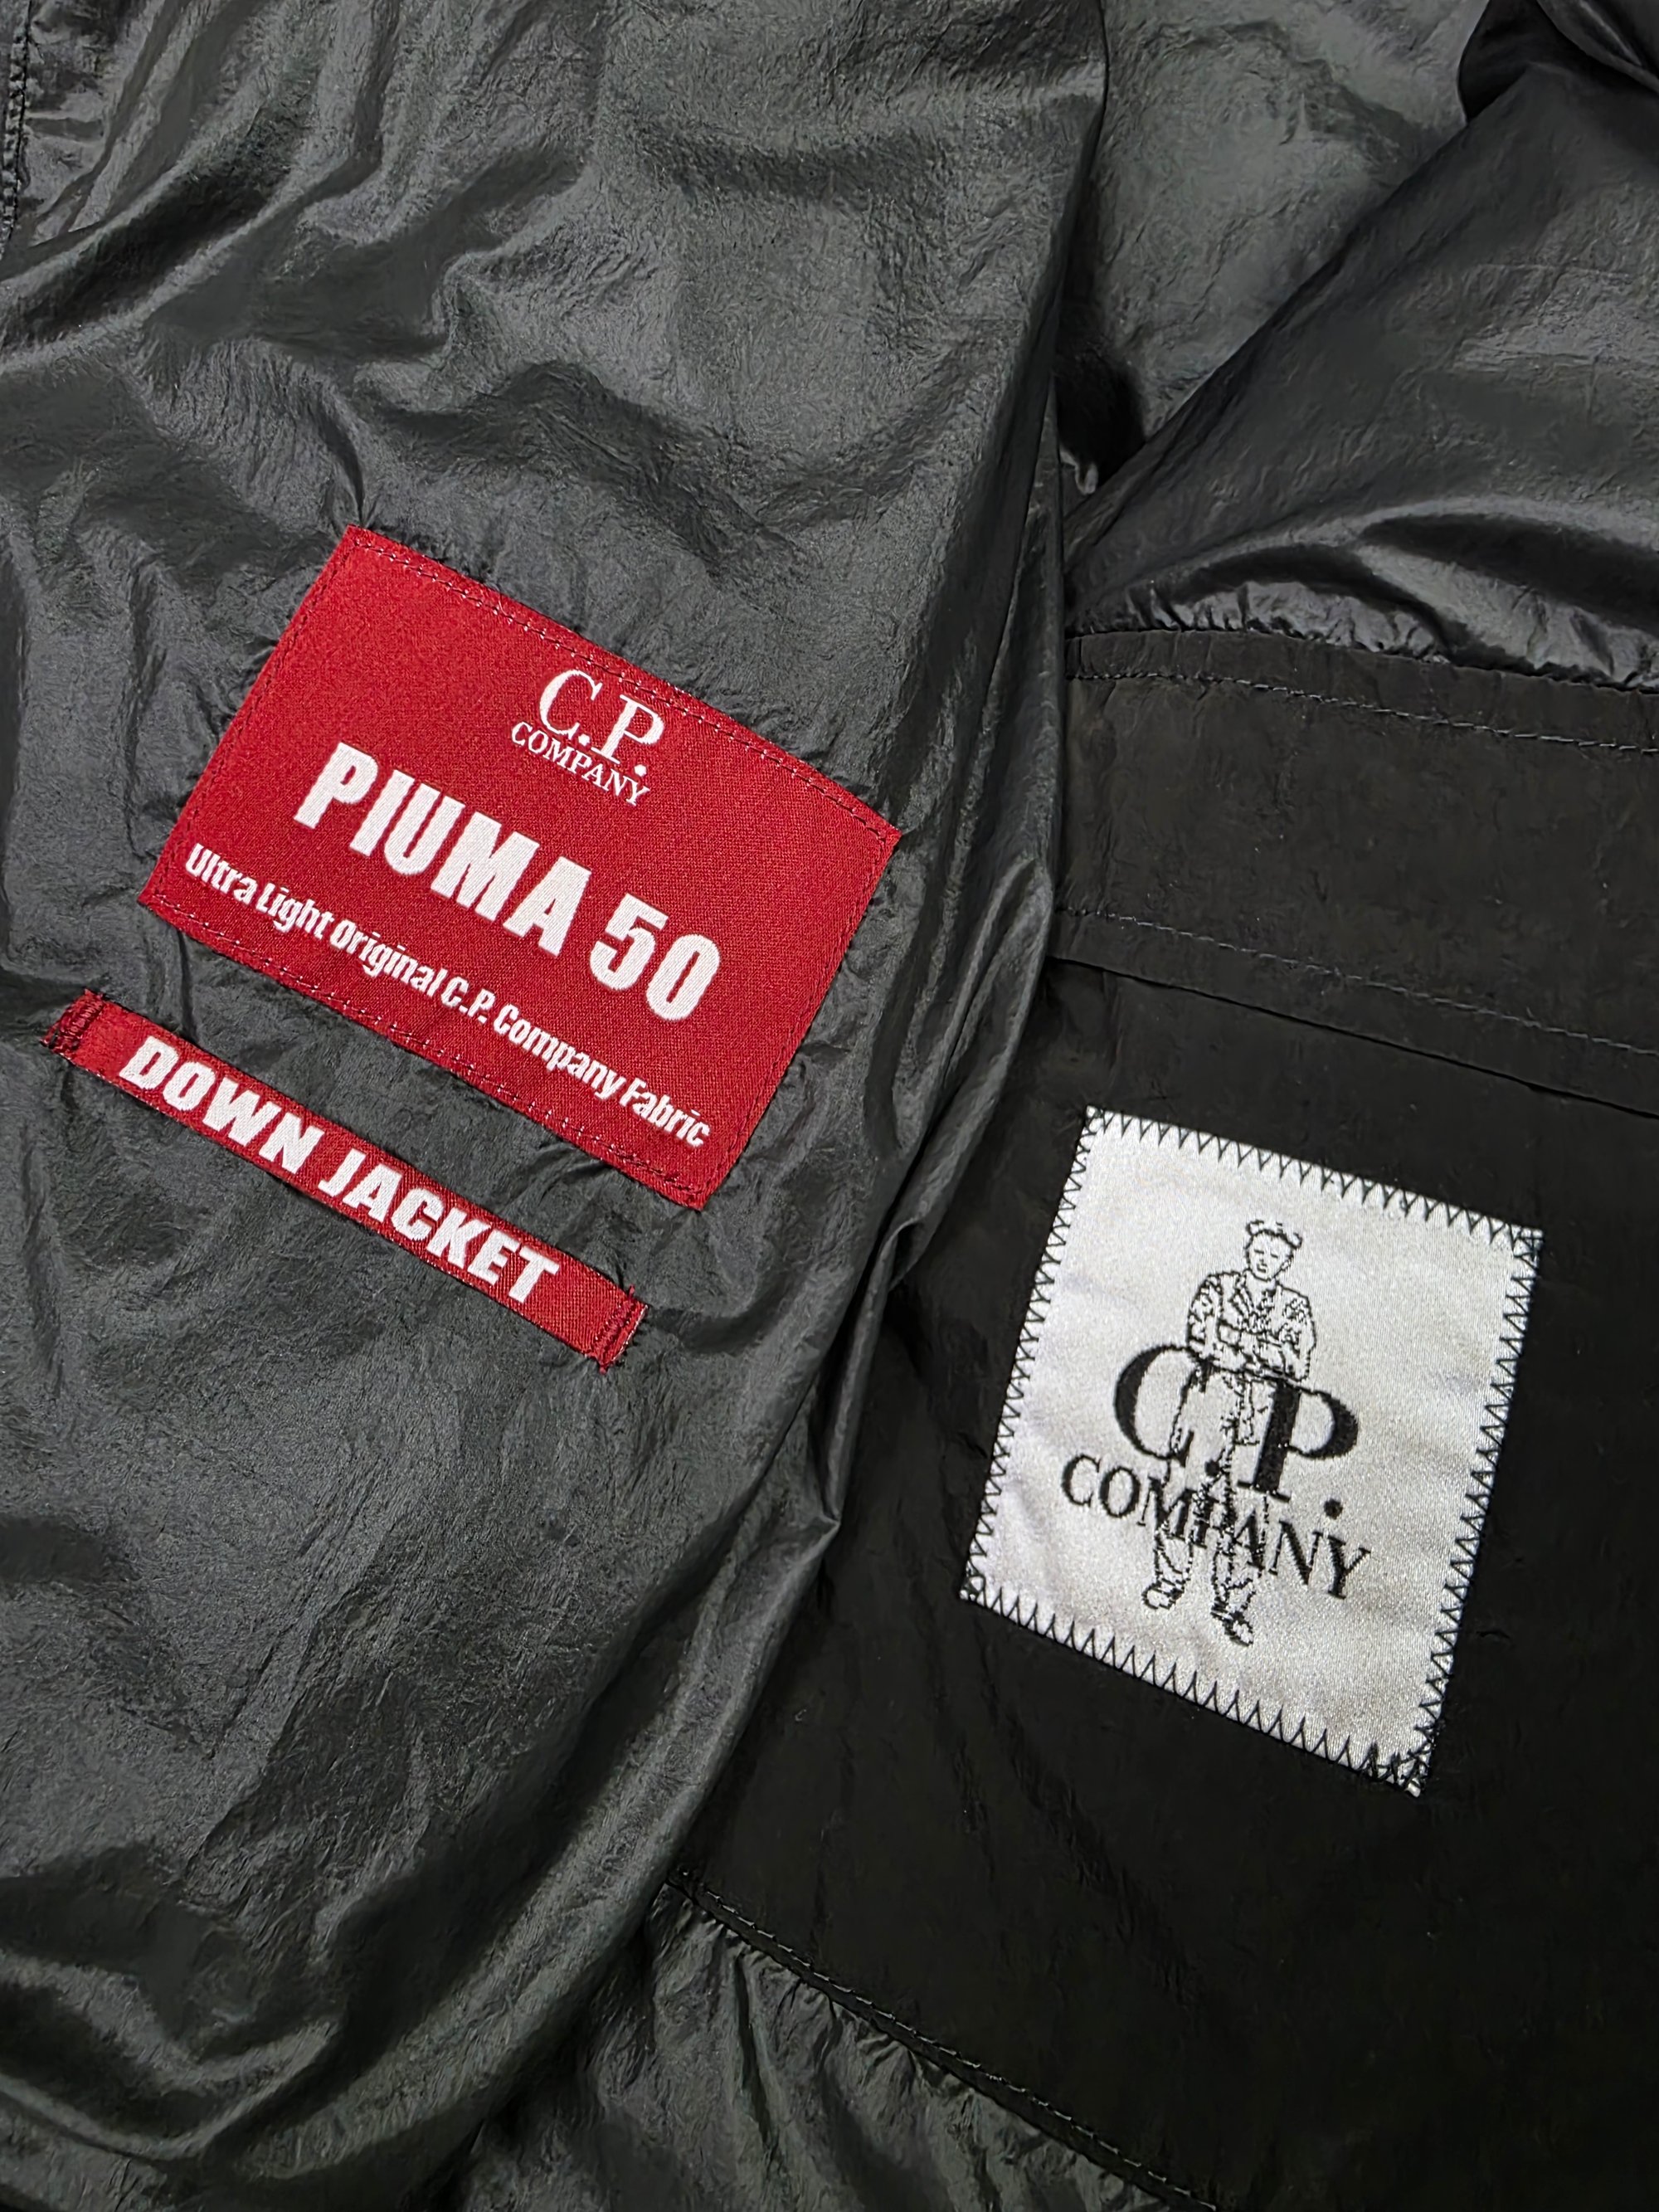 C.P.
COMPANY
PIUMA 50
Ultra Light Original C.P. Company Fabric
DOWN JACKET
C.P.
COMPANY